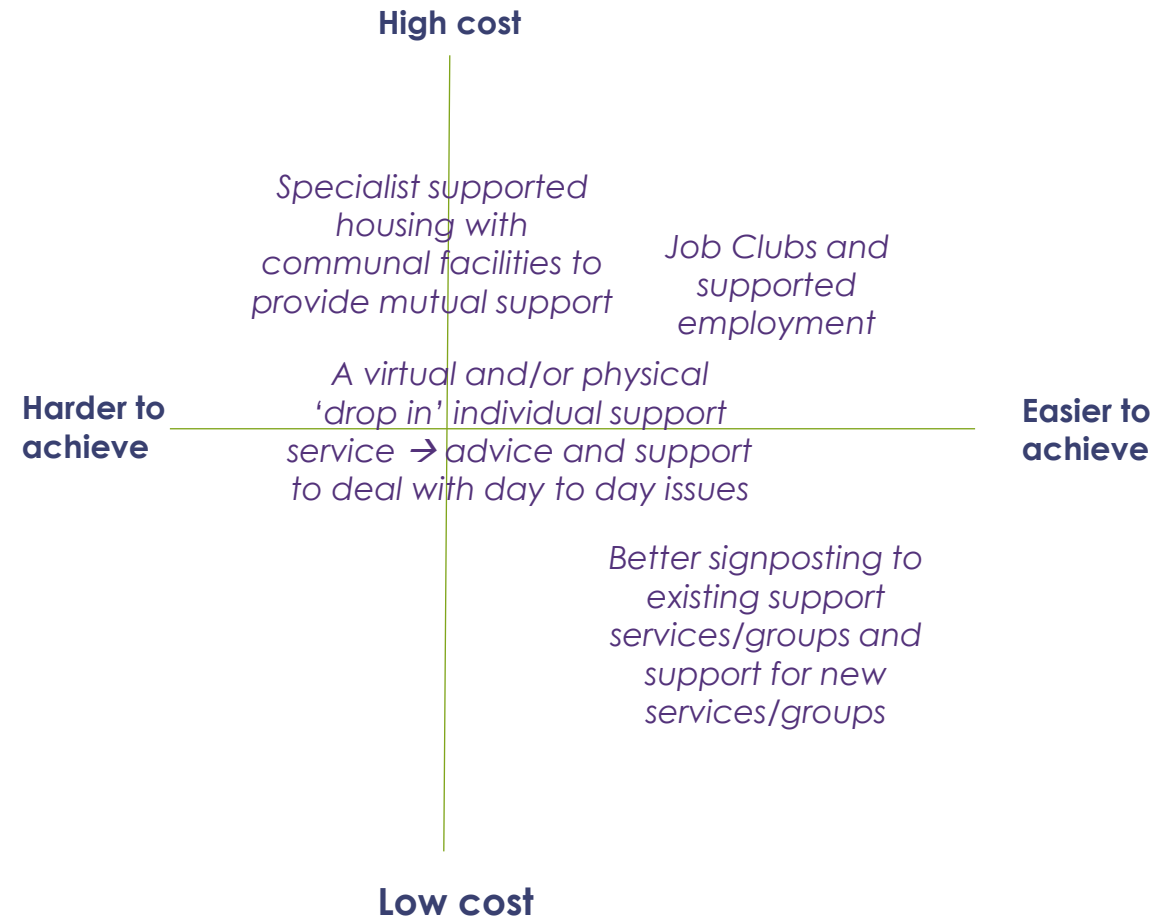 High cost
Specialist supported
housing with
communal facilities to
provide mutual support
Job Clubs and
supported
employment
A virtual and/or physical
‘drop in’ individual support
service → advice and support
to deal with day to day issues
Harder to
achieve
Easier to
achieve
Better signposting to
existing support
services/groups and
support for new
services/groups
Low cost